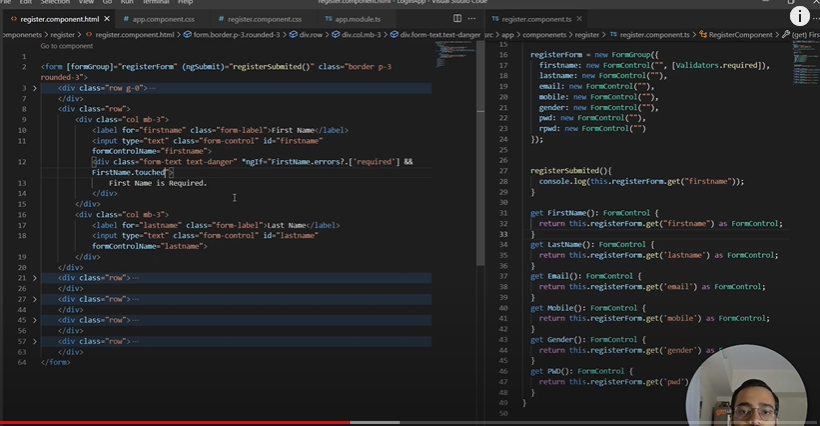 File Edit Selection View Go Run Terminal Help
register.component.html - LoginApp - Visual Studio Code
register.component.html × app.component.css register.component.css app.module.ts
componenets > register > register.component.html > form.border.p-3.rounded-3 > div.row > div.col.mb-3 > div.form-text.text-danger
Go to component
1
2 <form [formGroup]="registerForm" (ngSubmit)="registerSubmited()" class="border p-3
rounded-3">
3 <div class="row g-0">
7 </div>
8 <div class="row">
9 <div class="col mb-3">
10 <label for="firstname" class="form-label">First Name</label>
11 <input type="text" class="form-control" id="firstname"
formControlName="firstname">
12 <div class="form-text text-danger" *ngIf="FirstName.errors?.['required'] &&
FirstName.touched">
13 First Name is Required.
14 </div>
15 </div>
16 <div class="col mb-3">
17 <label for="lastname" class="form-label">Last Name</label>
18 <input type="text" class="form-control" id="lastname"
formControlName="lastname">
19 </div>
20 </div>
21 <div class="row">
26 </div>
27 <div class="row">
44 </div>
45 <div class="row">
56 </div>
57 <div class="row">
63 </div>
64 </form>
register.component.ts ×
src > app > componenets > register > register.component.ts > RegisterComponent > (get) Firs
15
16 registerForm = new FormGroup({
17 firstname: new FormControl("", [Validators.required]),
18 lastname: new FormControl(""),
19 email: new FormControl(""),
20 mobile: new FormControl(""),
21 gender: new FormControl(""),
22 pwd: new FormControl(""),
23 rpwd: new FormControl("")
24 });
26
27 registerSubmited(){
28 console.log(this.registerForm.get("firstname"));
29 }
30
31 get FirstName(): FormControl {
32 return this.registerForm.get("firstname") as FormControl;
33 }
34 get LastName(): FormControl {
35 return this.registerForm.get('lastname') as FormControl;
36 }
37 get Email(): FormControl {
38 return this.registerForm.get('email') as FormControl;
39 }
40 get Mobile(): FormControl {
41 return this.registerForm.get('mobile') as FormControl;
42 }
43 get Gender(): FormControl {
44 return this.registerForm.get('gender') as
45 }
46 get PWD(): FormControl {
47 return this.registerForm.get('pwd')
48 }
49 }
50